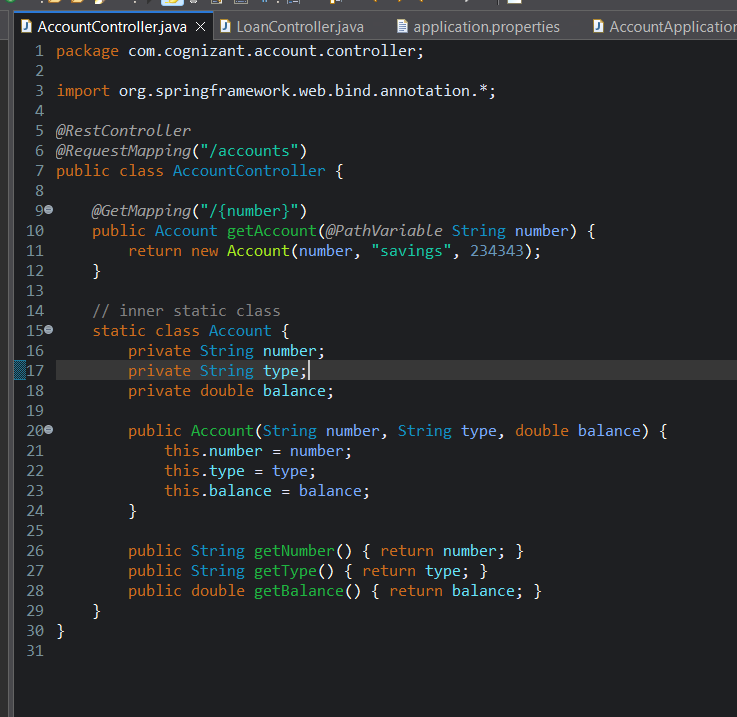 AccountController.java
LoanController.java
application.properties
AccountApplication
1 package com.cognizant.account.controller;
2
3 import org.springframework.web.bind.annotation.*;
4
5 @RestController
6 @RequestMapping("/accounts")
7 public class AccountController {
8
9 @GetMapping("/{number}")
10 public Account getAccount(@PathVariable String number) {
11 return new Account(number, "savings", 234343);
12 }
13
14 // inner static class
15 static class Account {
16 private String number;
17 private String type;
18 private double balance;
19
20 public Account(String number, String type, double balance) {
21 this.number = number;
22 this.type = type;
23 this.balance = balance;
24 }
25
26 public String getNumber() { return number; }
27 public String getType() { return type; }
28 public double getBalance() { return balance; }
29 }
30 }
31